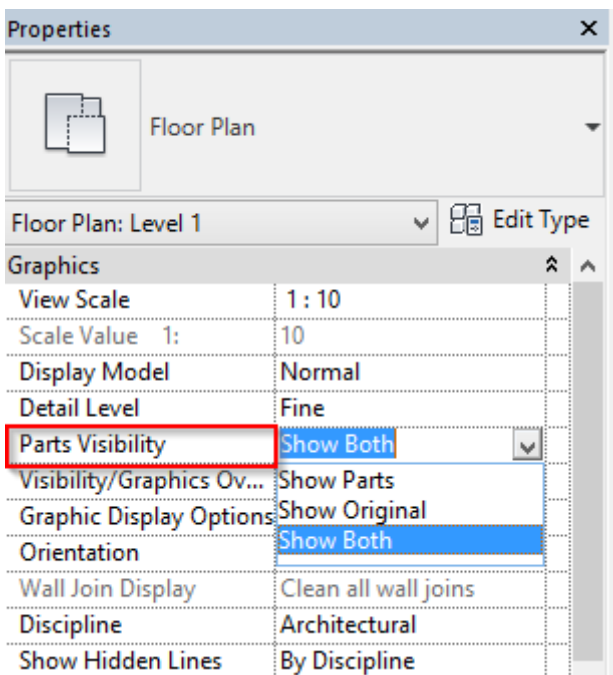 Properties
Floor Plan
Floor Plan: Level 1 Edit Type
Graphics
View Scale 1 : 10
Scale Value 1: 10
Display Model Normal
Detail Level Fine
Parts Visibility Show Both
Visibility/Graphics Ov... Show Parts
Graphic Display Options Show Original
Orientation Show Both
Wall Join Display Clean all wall joins
Discipline Architectural
Show Hidden Lines By Discipline